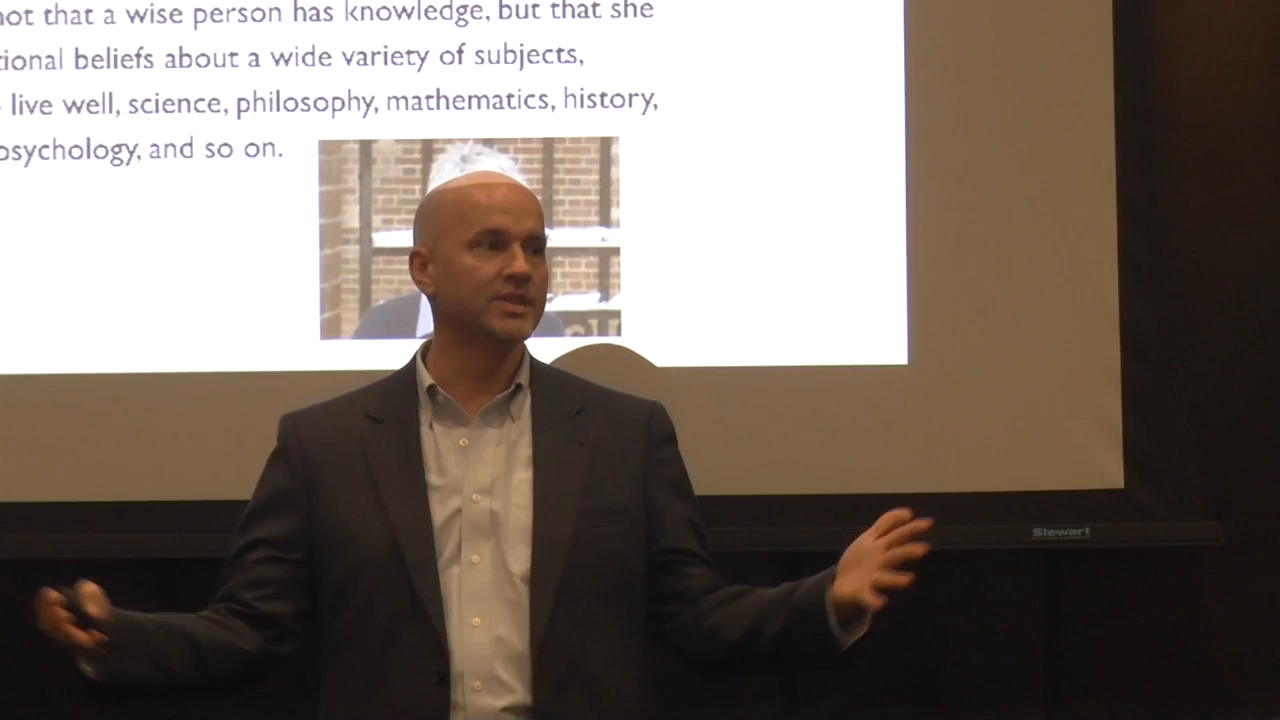 not that a wise person has knowledge, but that she
tional beliefs about a wide variety of subjects,
live well, science, philosophy, mathematics, history,
psychology, and so on.
Stewart